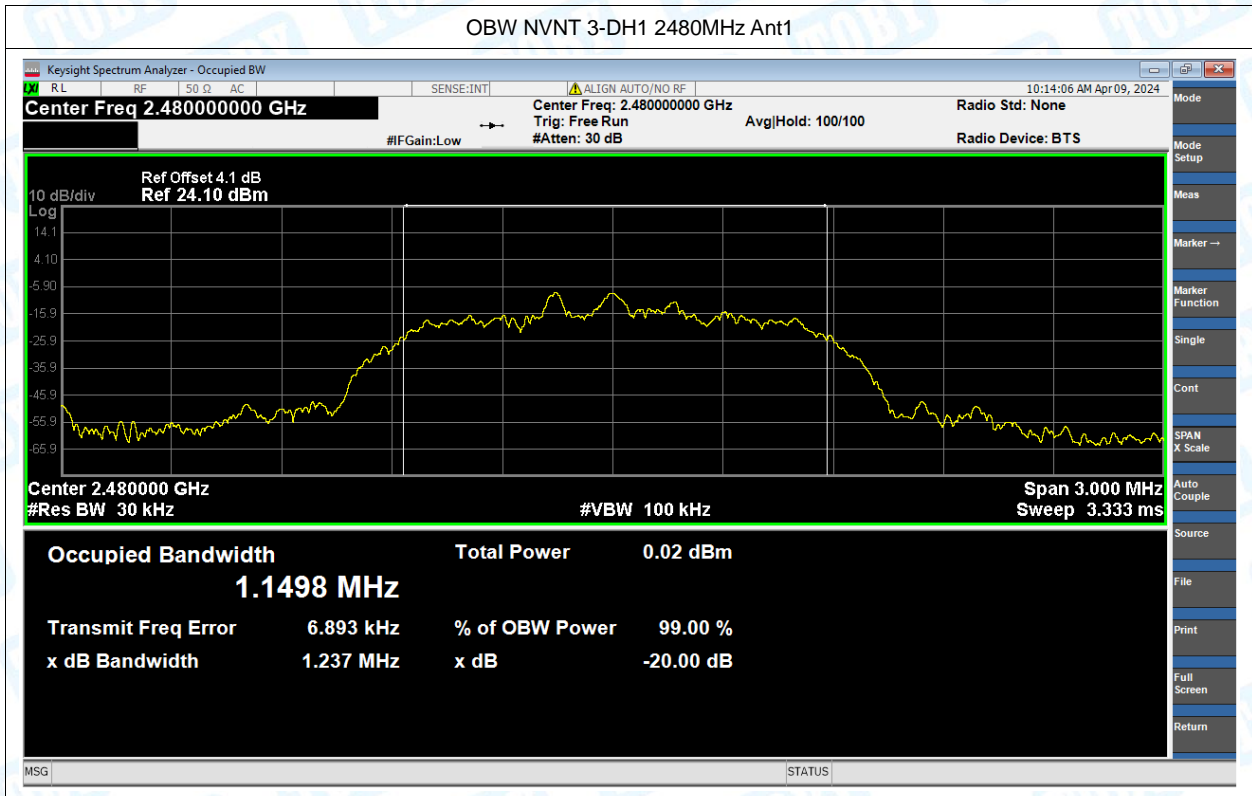 OBW NVNT 3-DH1 2480MHz Ant1
Keysight Spectrum Analyzer - Occupied BW
LXI RL RF 50 Ω AC SENSE:INT ALIGN AUTO/NO RF 10:14:06 AM Apr 09, 2024
Center Freq 2.480000000 GHz
Center Freq: 2.480000000 GHz Radio Std: None
Trig: Free Run Avg|Hold: 100/100
#IFGain:Low #Atten: 30 dB Radio Device: BTS
Ref Offset 4.1 dB
10 dB/div Ref 24.10 dBm
Log
14.1
4.10
-5.90
-15.9
-25.9
-35.9
-45.9
-55.9
-65.9
Center 2.480000 GHz Span 3.000 MHz
#Res BW 30 kHz #VBW 100 kHz Sweep 3.333 ms
Occupied Bandwidth Total Power 0.02 dBm
1.1498 MHz
Transmit Freq Error 6.893 kHz % of OBW Power 99.00 %
x dB Bandwidth 1.237 MHz x dB -20.00 dB
MSG STATUS
Mode
Mode
Setup
Meas
Marker →
Marker
Function
Single
Cont
SPAN
X Scale
Auto
Couple
Source
File
Print
Full
Screen
Return
TOBY